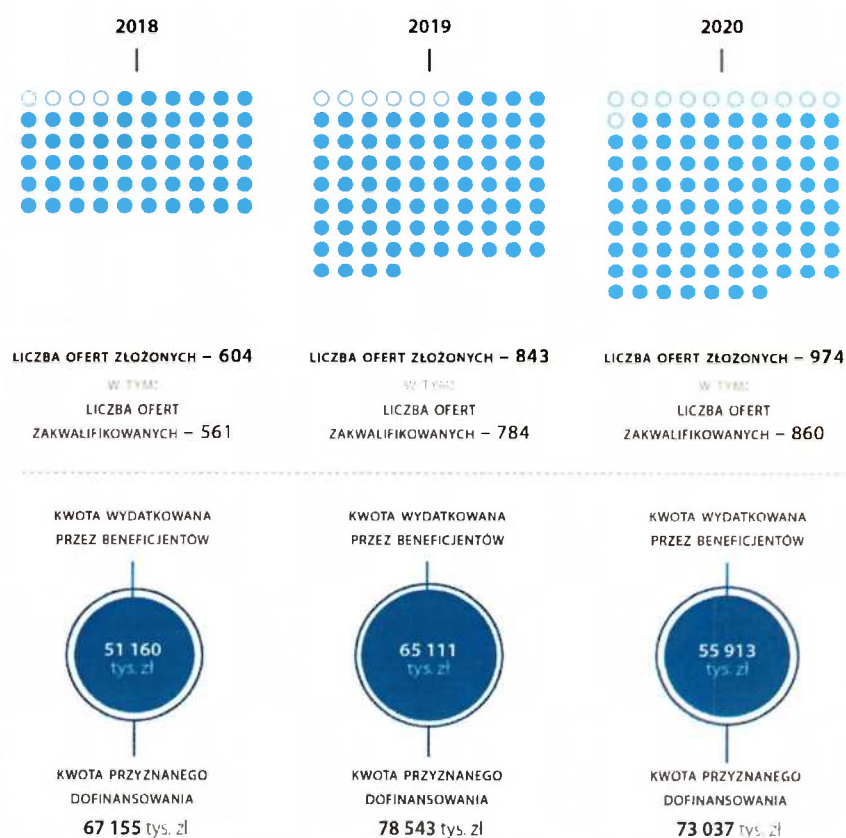 2018
2019
2020
LICZBA OFERT ZŁOŻONYCH – 604
W TYM:
LICZBA OFERT
ZAKWALIFIKOWANYCH – 561
LICZBA OFERT ZŁOŻONYCH – 843
W TYM:
LICZBA OFERT
ZAKWALIFIKOWANYCH – 784
LICZBA OFERT ZŁOŻONYCH – 974
W TYM:
LICZBA OFERT
ZAKWALIFIKOWANYCH – 860
KWOTA WYDATKOWANA
PRZEZ BENEFICJENTÓW
51 160
tys. zł
KWOTA PRZYZNANEGO
DOFINANSOWANIA
67 155 tys. zł
KWOTA WYDATKOWANA
PRZEZ BENEFICJENTÓW
65 111
tys. zł
KWOTA PRZYZNANEGO
DOFINANSOWANIA
78 543 tys. zł
KWOTA WYDATKOWANA
PRZEZ BENEFICJENTÓW
55 913
tys. zł
KWOTA PRZYZNANEGO
DOFINANSOWANIA
73 037 tys. zł